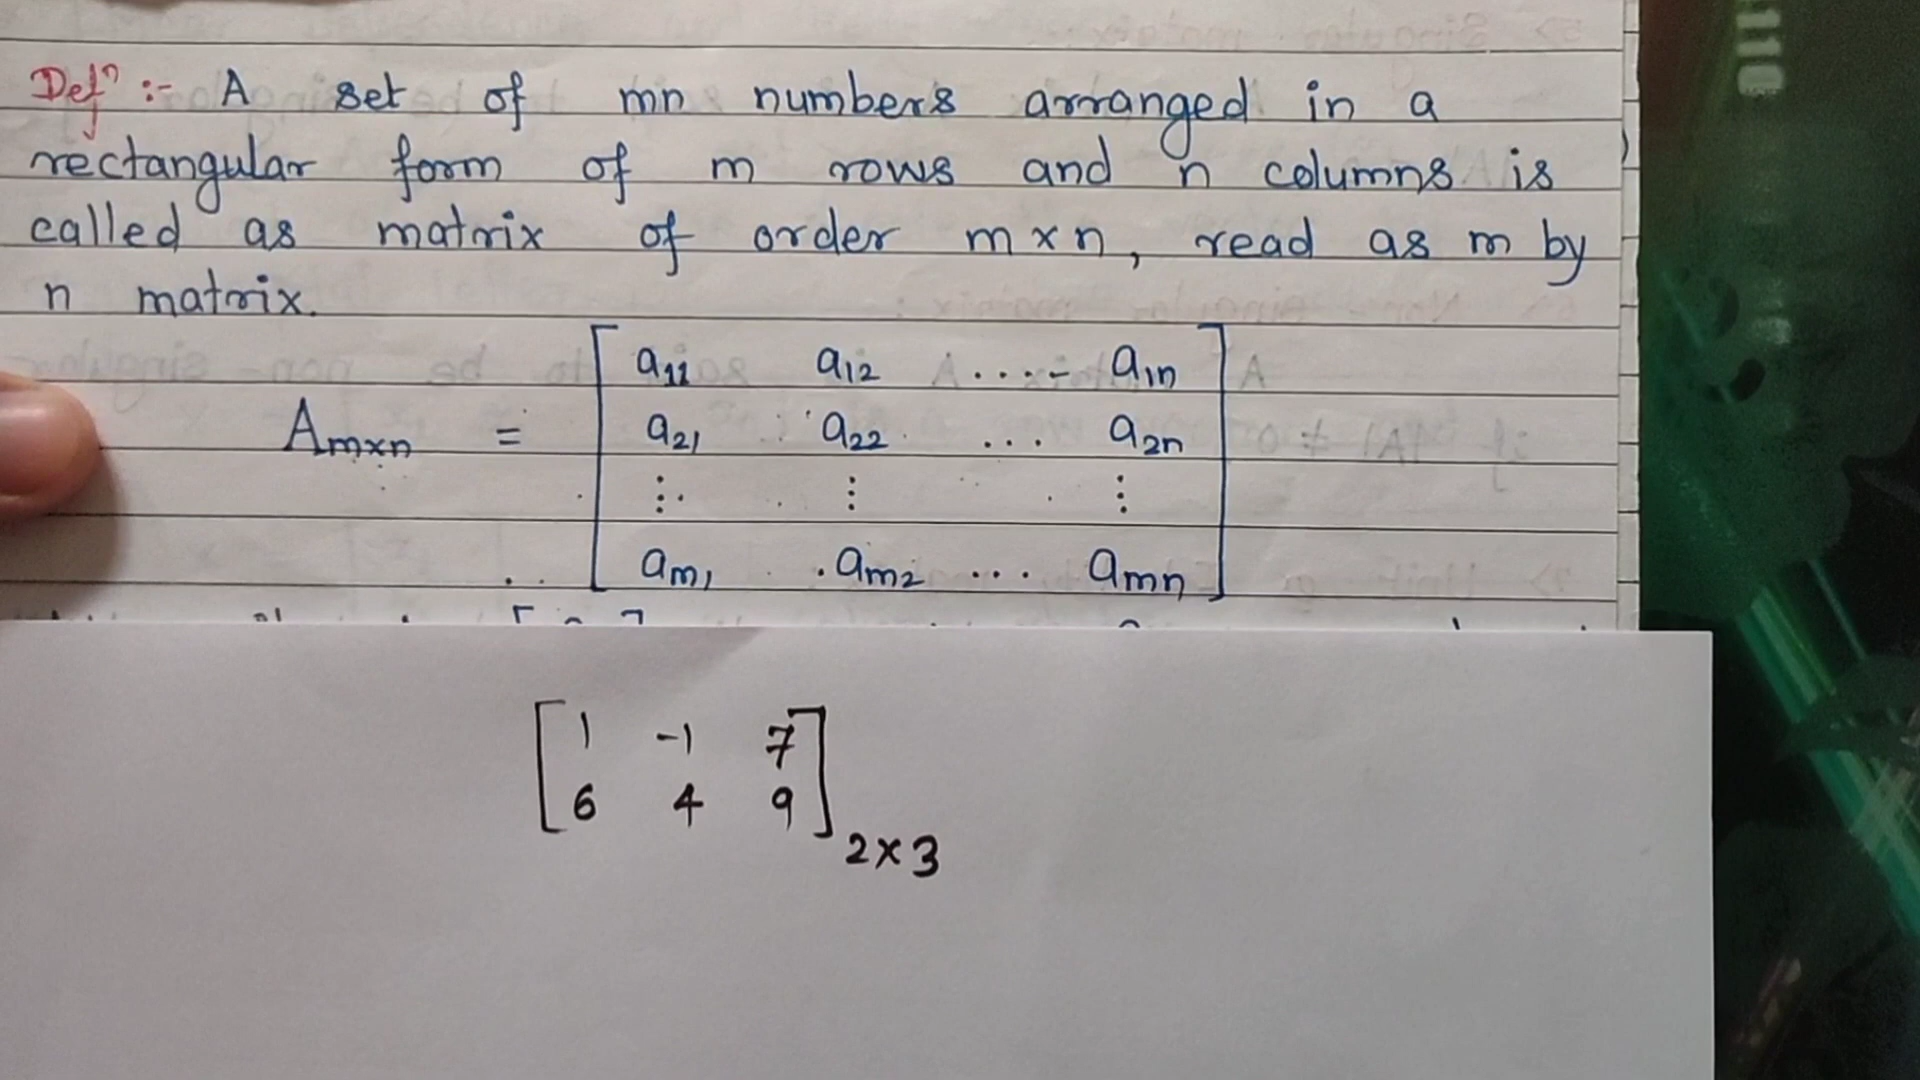 Defⁿ :- A set of mn numbers arranged in a
rectangular form of m rows and n columns is
called as matrix of order m×n, read as m by
n matrix.
a₁₁ a₁₂ ....- a₁ₙ
Aₘₓₙ = a₂₁ a₂₂ ... a₂ₙ
⋮ ⋮ ⋮
aₘ₁ aₘ₂ ... aₘₙ
1 -1 7
6 4 9
2×3